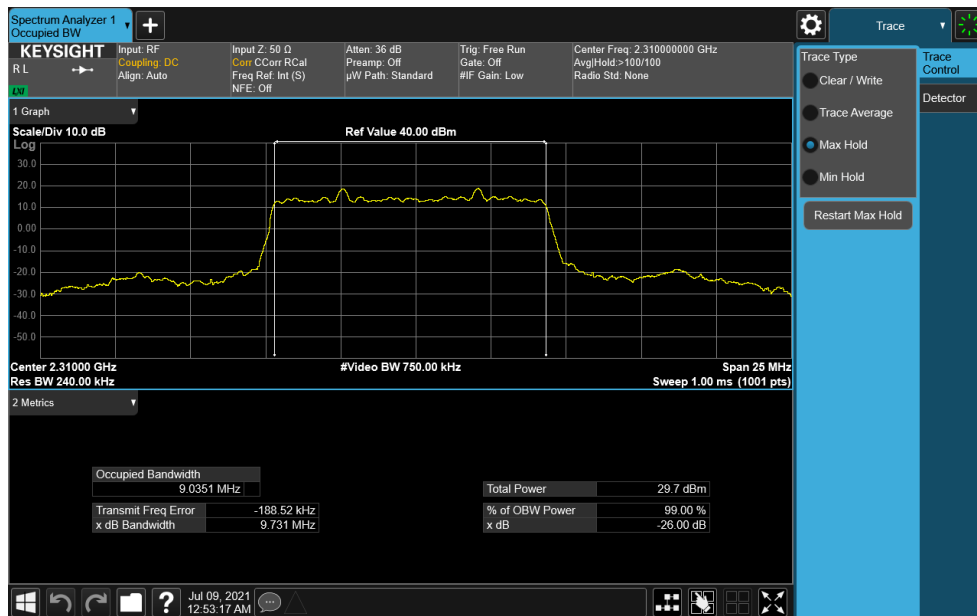 Spectrum Analyzer 1
Occupied BW
+
Trace
KEYSIGHT
R L
LXI
Input: RF
Coupling: DC
Align: Auto
Input Z: 50 Ω
Corr CCorr RCal
Freq Ref: Int (S)
NFE: Off
Atten: 36 dB
Preamp: Off
µW Path: Standard
Trig: Free Run
Gate: Off
#IF Gain: Low
Center Freq: 2.310000000 GHz
Avg|Hold:>100/100
Radio Std: None
Trace Type
Clear / Write
Trace Average
Max Hold
Min Hold
Restart Max Hold
Trace
Control
Detector
1 Graph
Scale/Div 10.0 dB
Ref Value 40.00 dBm
Log
30.0
20.0
10.0
0.00
-10.0
-20.0
-30.0
-40.0
-50.0
Center 2.31000 GHz
#Video BW 750.00 kHz
Span 25 MHz
Res BW 240.00 kHz
Sweep 1.00 ms (1001 pts)
2 Metrics
Occupied Bandwidth
9.0351 MHz
Total Power 29.7 dBm
Transmit Freq Error -188.52 kHz
% of OBW Power 99.00 %
x dB Bandwidth 9.731 MHz
x dB -26.00 dB
?
Jul 09, 2021
12:53:17 AM